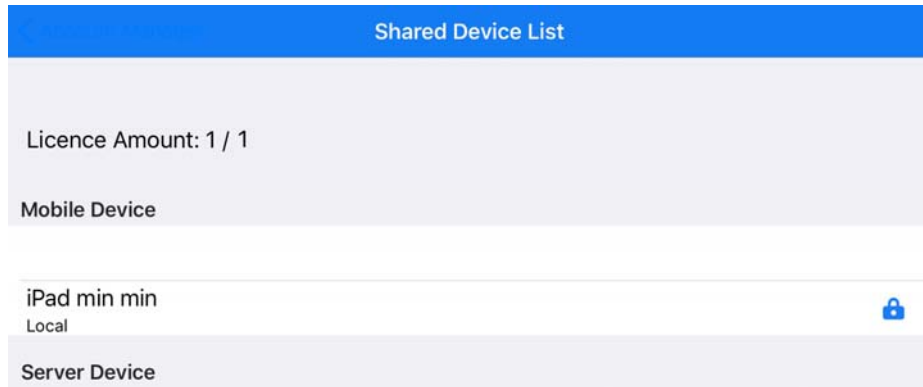 Shared Device List
Licence Amount: 1 / 1
Mobile Device
iPad min min
Local
Server Device